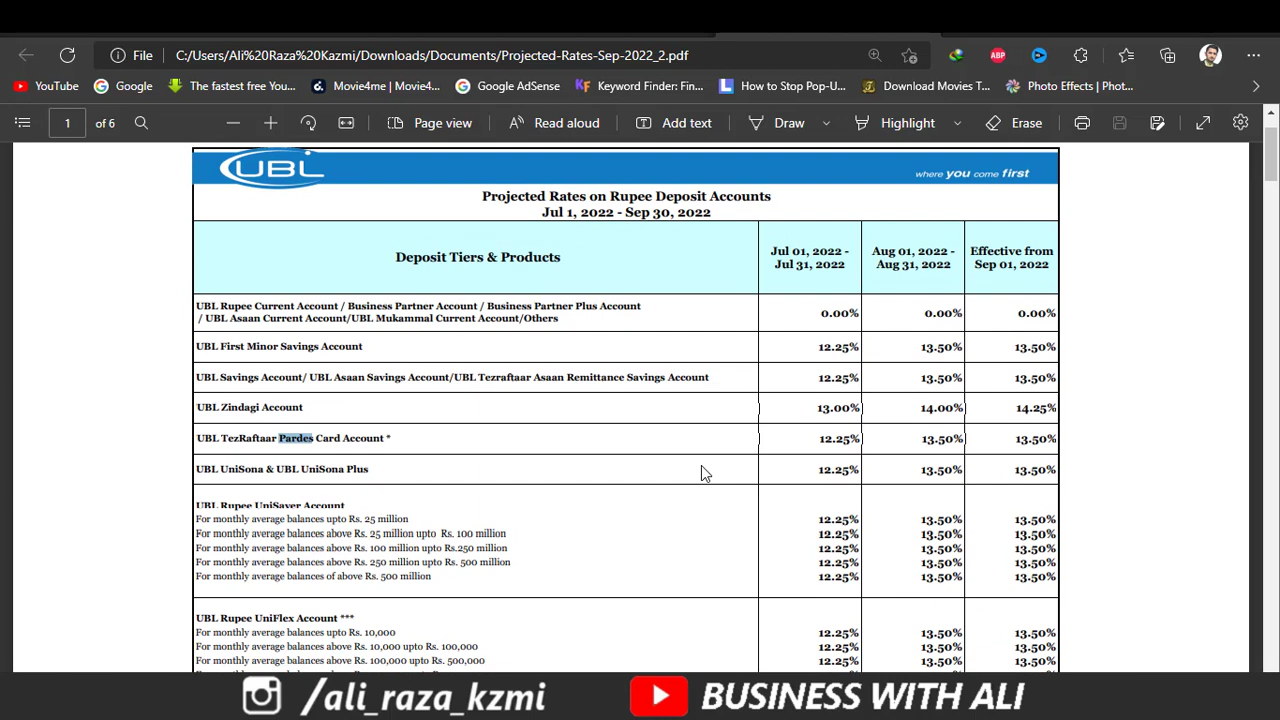 File
C:/Users/Ali%20Raza%20Kazmi/Downloads/Documents/Projected-Rates-Sep-2022_2.pdf
ABP
YouTube
Google
The fastest free You...
Movie4me | Movie4...
Google AdSense
KF Keyword Finder: Fin...
L How to Stop Pop-U...
Download Movies T...
Photo Effects | Phot...
1 of 6
Page view
Read aloud
Add text
Draw
Highlight
Erase
UBL
where you come first
Projected Rates on Rupee Deposit Accounts
Jul 1, 2022 - Sep 30, 2022
Deposit Tiers & Products
Jul 01, 2022 -
Jul 31, 2022
Aug 01, 2022 -
Aug 31, 2022
Effective from
Sep 01, 2022
UBL Rupee Current Account / Business Partner Account / Business Partner Plus Account
/ UBL Asaan Current Account/UBL Mukammal Current Account/Others
0.00% 0.00% 0.00%
UBL First Minor Savings Account 12.25% 13.50% 13.50%
UBL Savings Account/ UBL Asaan Savings Account/UBL Tezraftaar Asaan Remittance Savings Account 12.25% 13.50% 13.50%
UBL Zindagi Account 13.00% 14.00% 14.25%
UBL TezRaftaar Pardes Card Account * 12.25% 13.50% 13.50%
UBL UniSona & UBL UniSona Plus 12.25% 13.50% 13.50%
UBL Rupee UniSaver Account
For monthly average balances upto Rs. 25 million 12.25% 13.50% 13.50%
For monthly average balances above Rs. 25 million upto Rs. 100 million 12.25% 13.50% 13.50%
For monthly average balances above Rs. 100 million upto Rs.250 million 12.25% 13.50% 13.50%
For monthly average balances above Rs. 250 million upto Rs. 500 million 12.25% 13.50% 13.50%
For monthly average balances of above Rs. 500 million 12.25% 13.50% 13.50%
UBL Rupee UniFlex Account ***
For monthly average balances upto Rs. 10,000 12.25% 13.50% 13.50%
For monthly average balances above Rs. 10,000 upto Rs. 100,000 12.25% 13.50% 13.50%
For monthly average balances above Rs. 100,000 upto Rs. 500,000 12.25% 13.50% 13.50%
/ali_raza_kzmi
BUSINESS WITH ALI